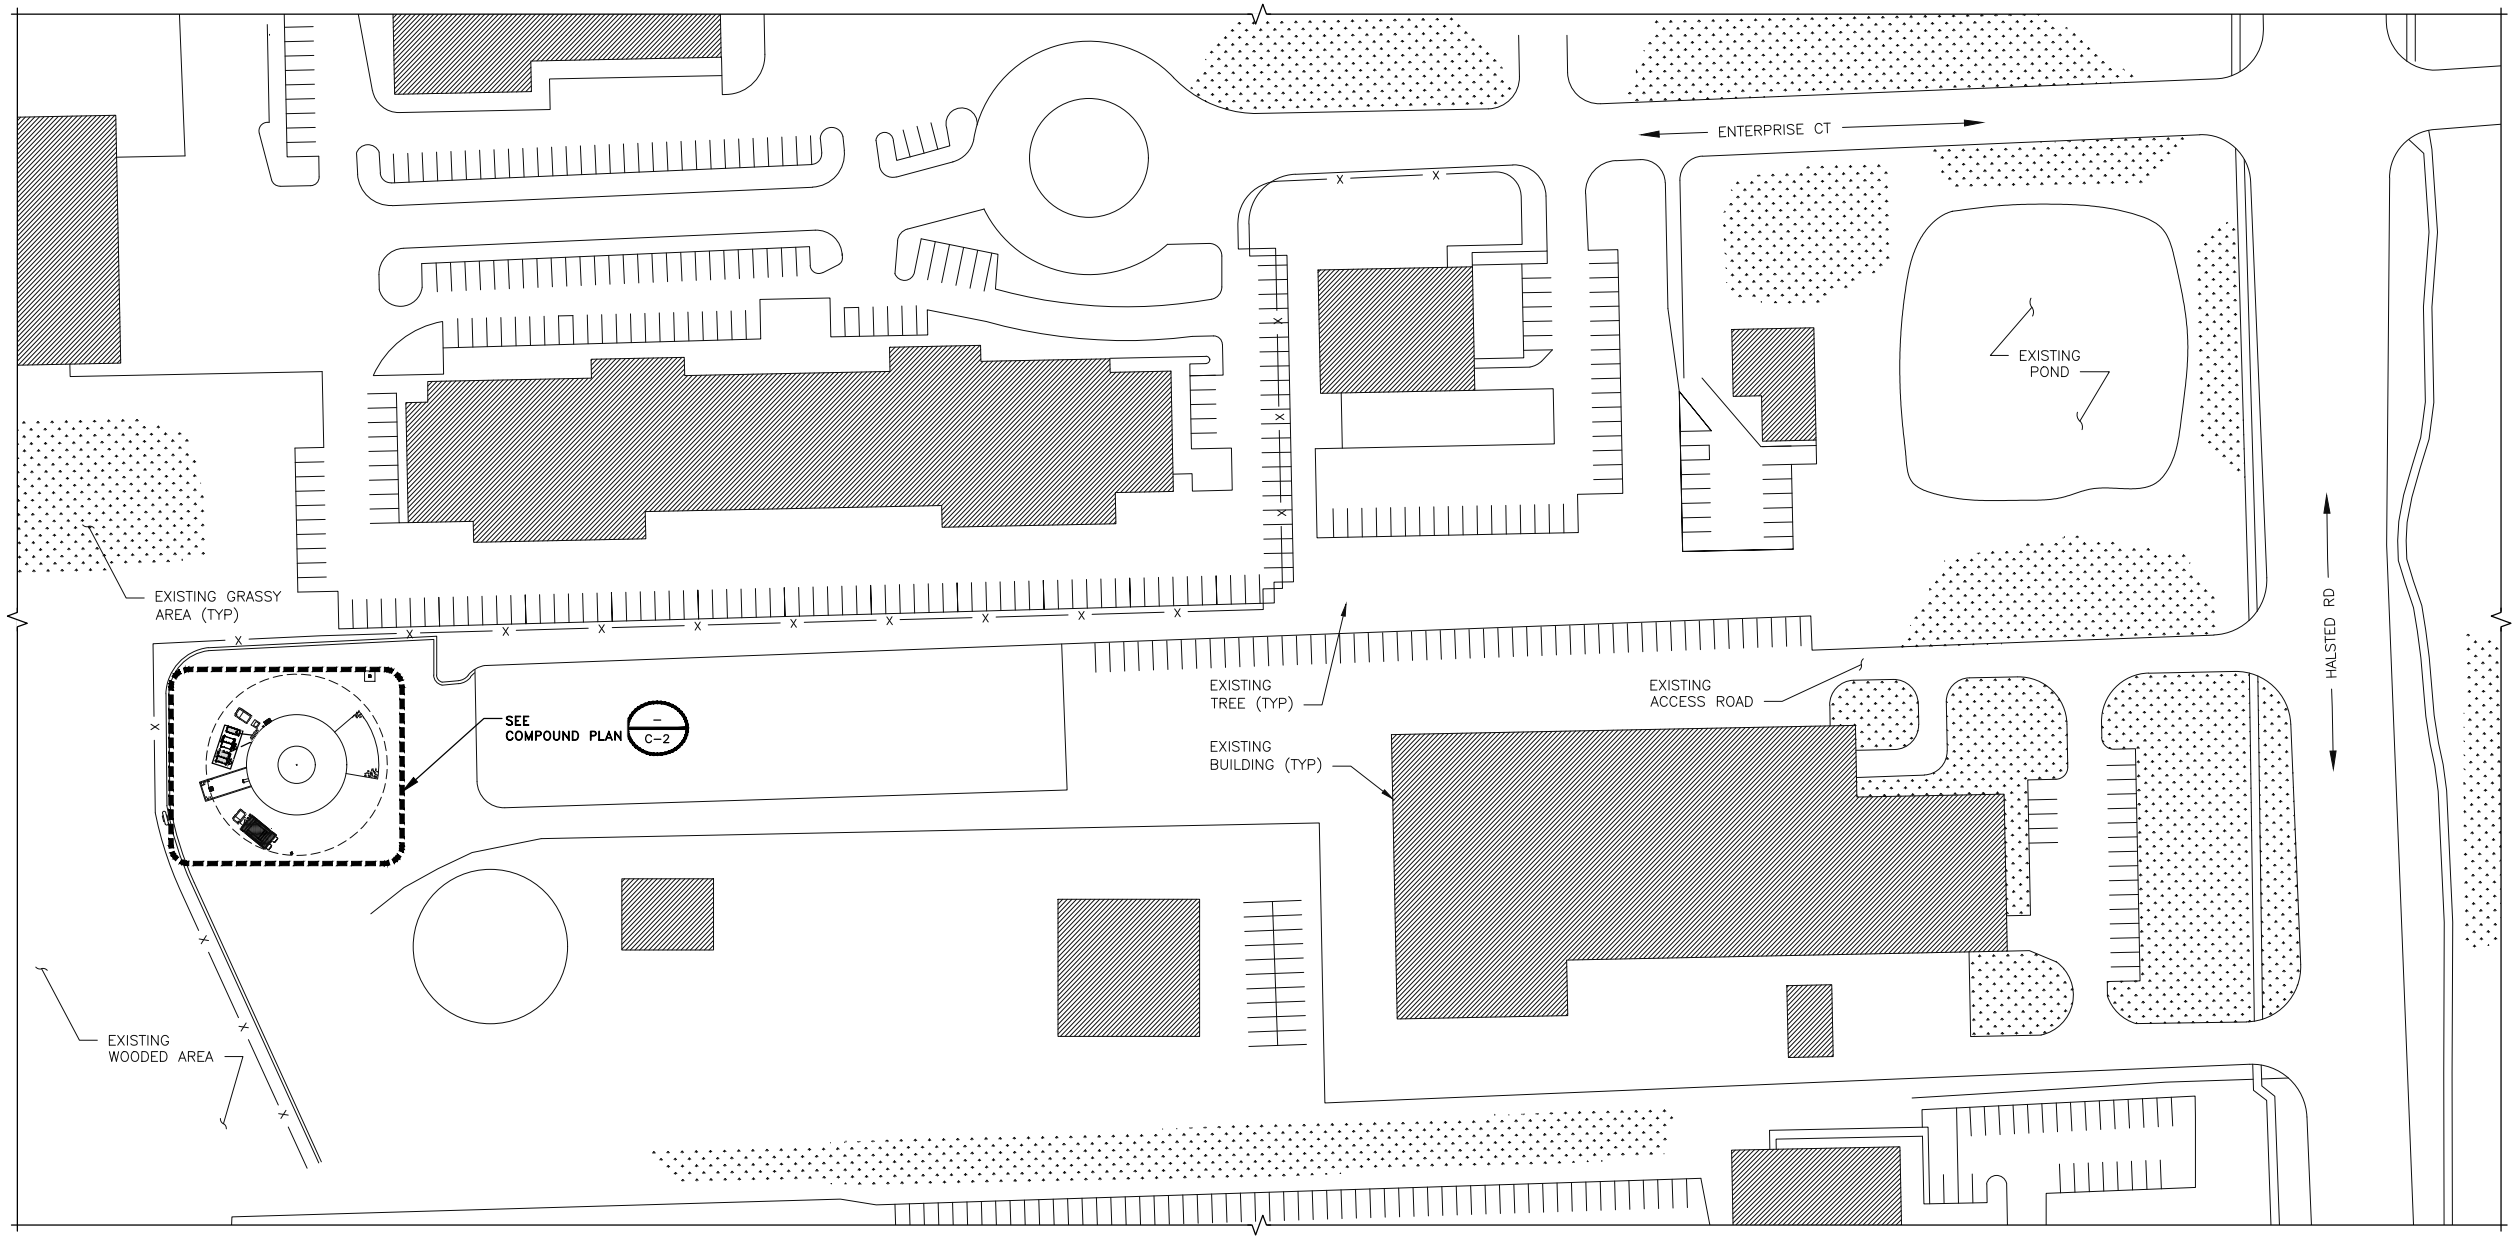 ENTERPRISE CT
EXISTING
POND
EXISTING GRASSY
AREA (TYP)
HALSTED RD
SEE
COMPOUND PLAN
–
C–2
EXISTING
TREE (TYP)
EXISTING
ACCESS ROAD
EXISTING
BUILDING (TYP)
EXISTING
WOODED AREA